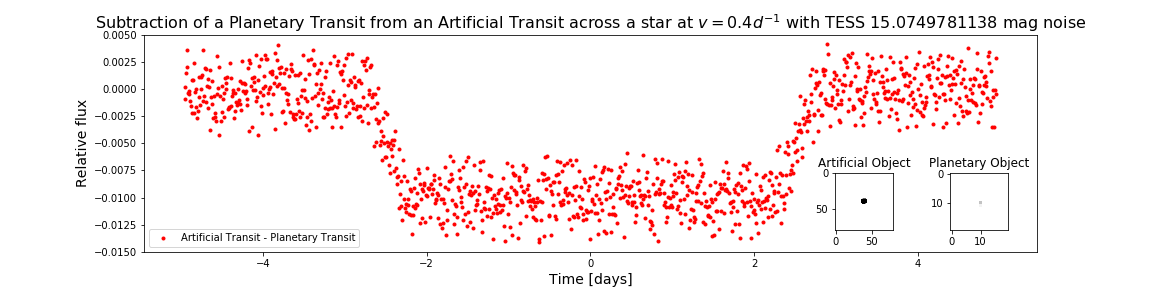 Subtraction of a Planetary Transit from an Artificial Transit across a star at v = 0.4d⁻¹ with TESS 15.0749781138 mag noise
Relative flux
0.0050
0.0025
0.0000
−0.0025
−0.0050
−0.0075
−0.0100
−0.0125
−0.0150
Artificial Transit - Planetary Transit
Artificial Object
0
50
0 50
Planetary Object
0
10
0 10
−4 −2 0 2 4
Time [days]